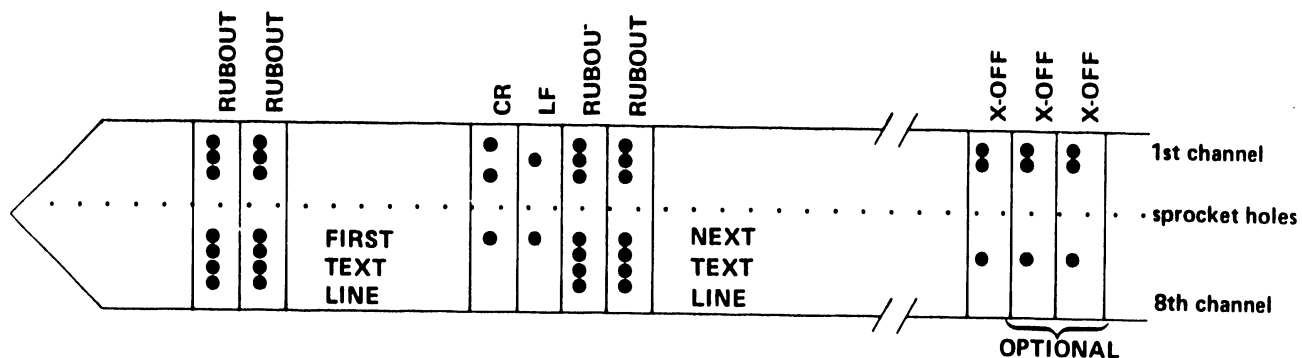 RUBOUT
RUBOUT
CR
LF
RUBOU-
RUBOUT
X-OFF
X-OFF
X-OFF
1st channel
sprocket holes
FIRST
TEXT
LINE
NEXT
TEXT
LINE
8th channel
OPTIONAL